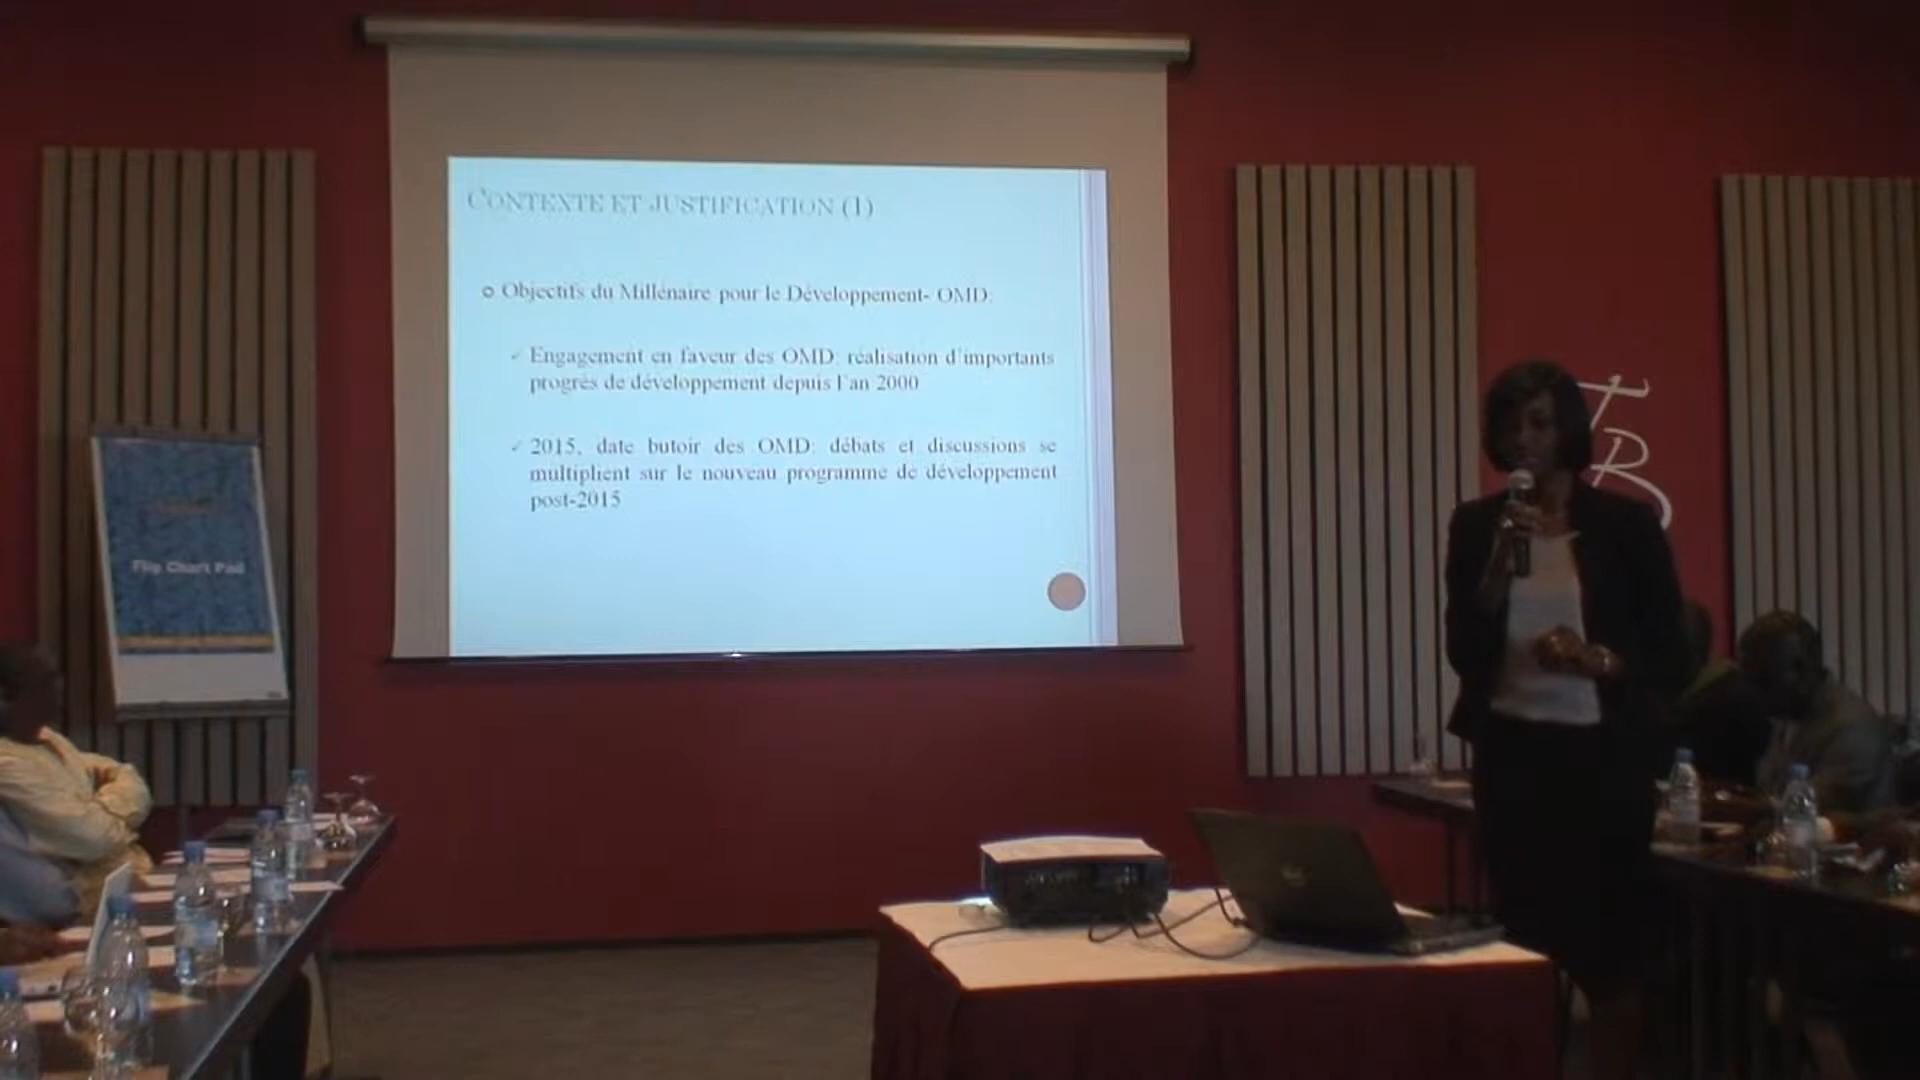 CONTEXTE ET JUSTIFICATION (1)
Objectifs du Millénaire pour le Développement- OMD:
Engagement en faveur des OMD: réalisation d'importants
progrès de développement depuis l'an 2000
2015, date butoir des OMD: débats et discussions se
multiplient sur le nouveau programme de développement
post-2015
Flip Chart Pad
TR